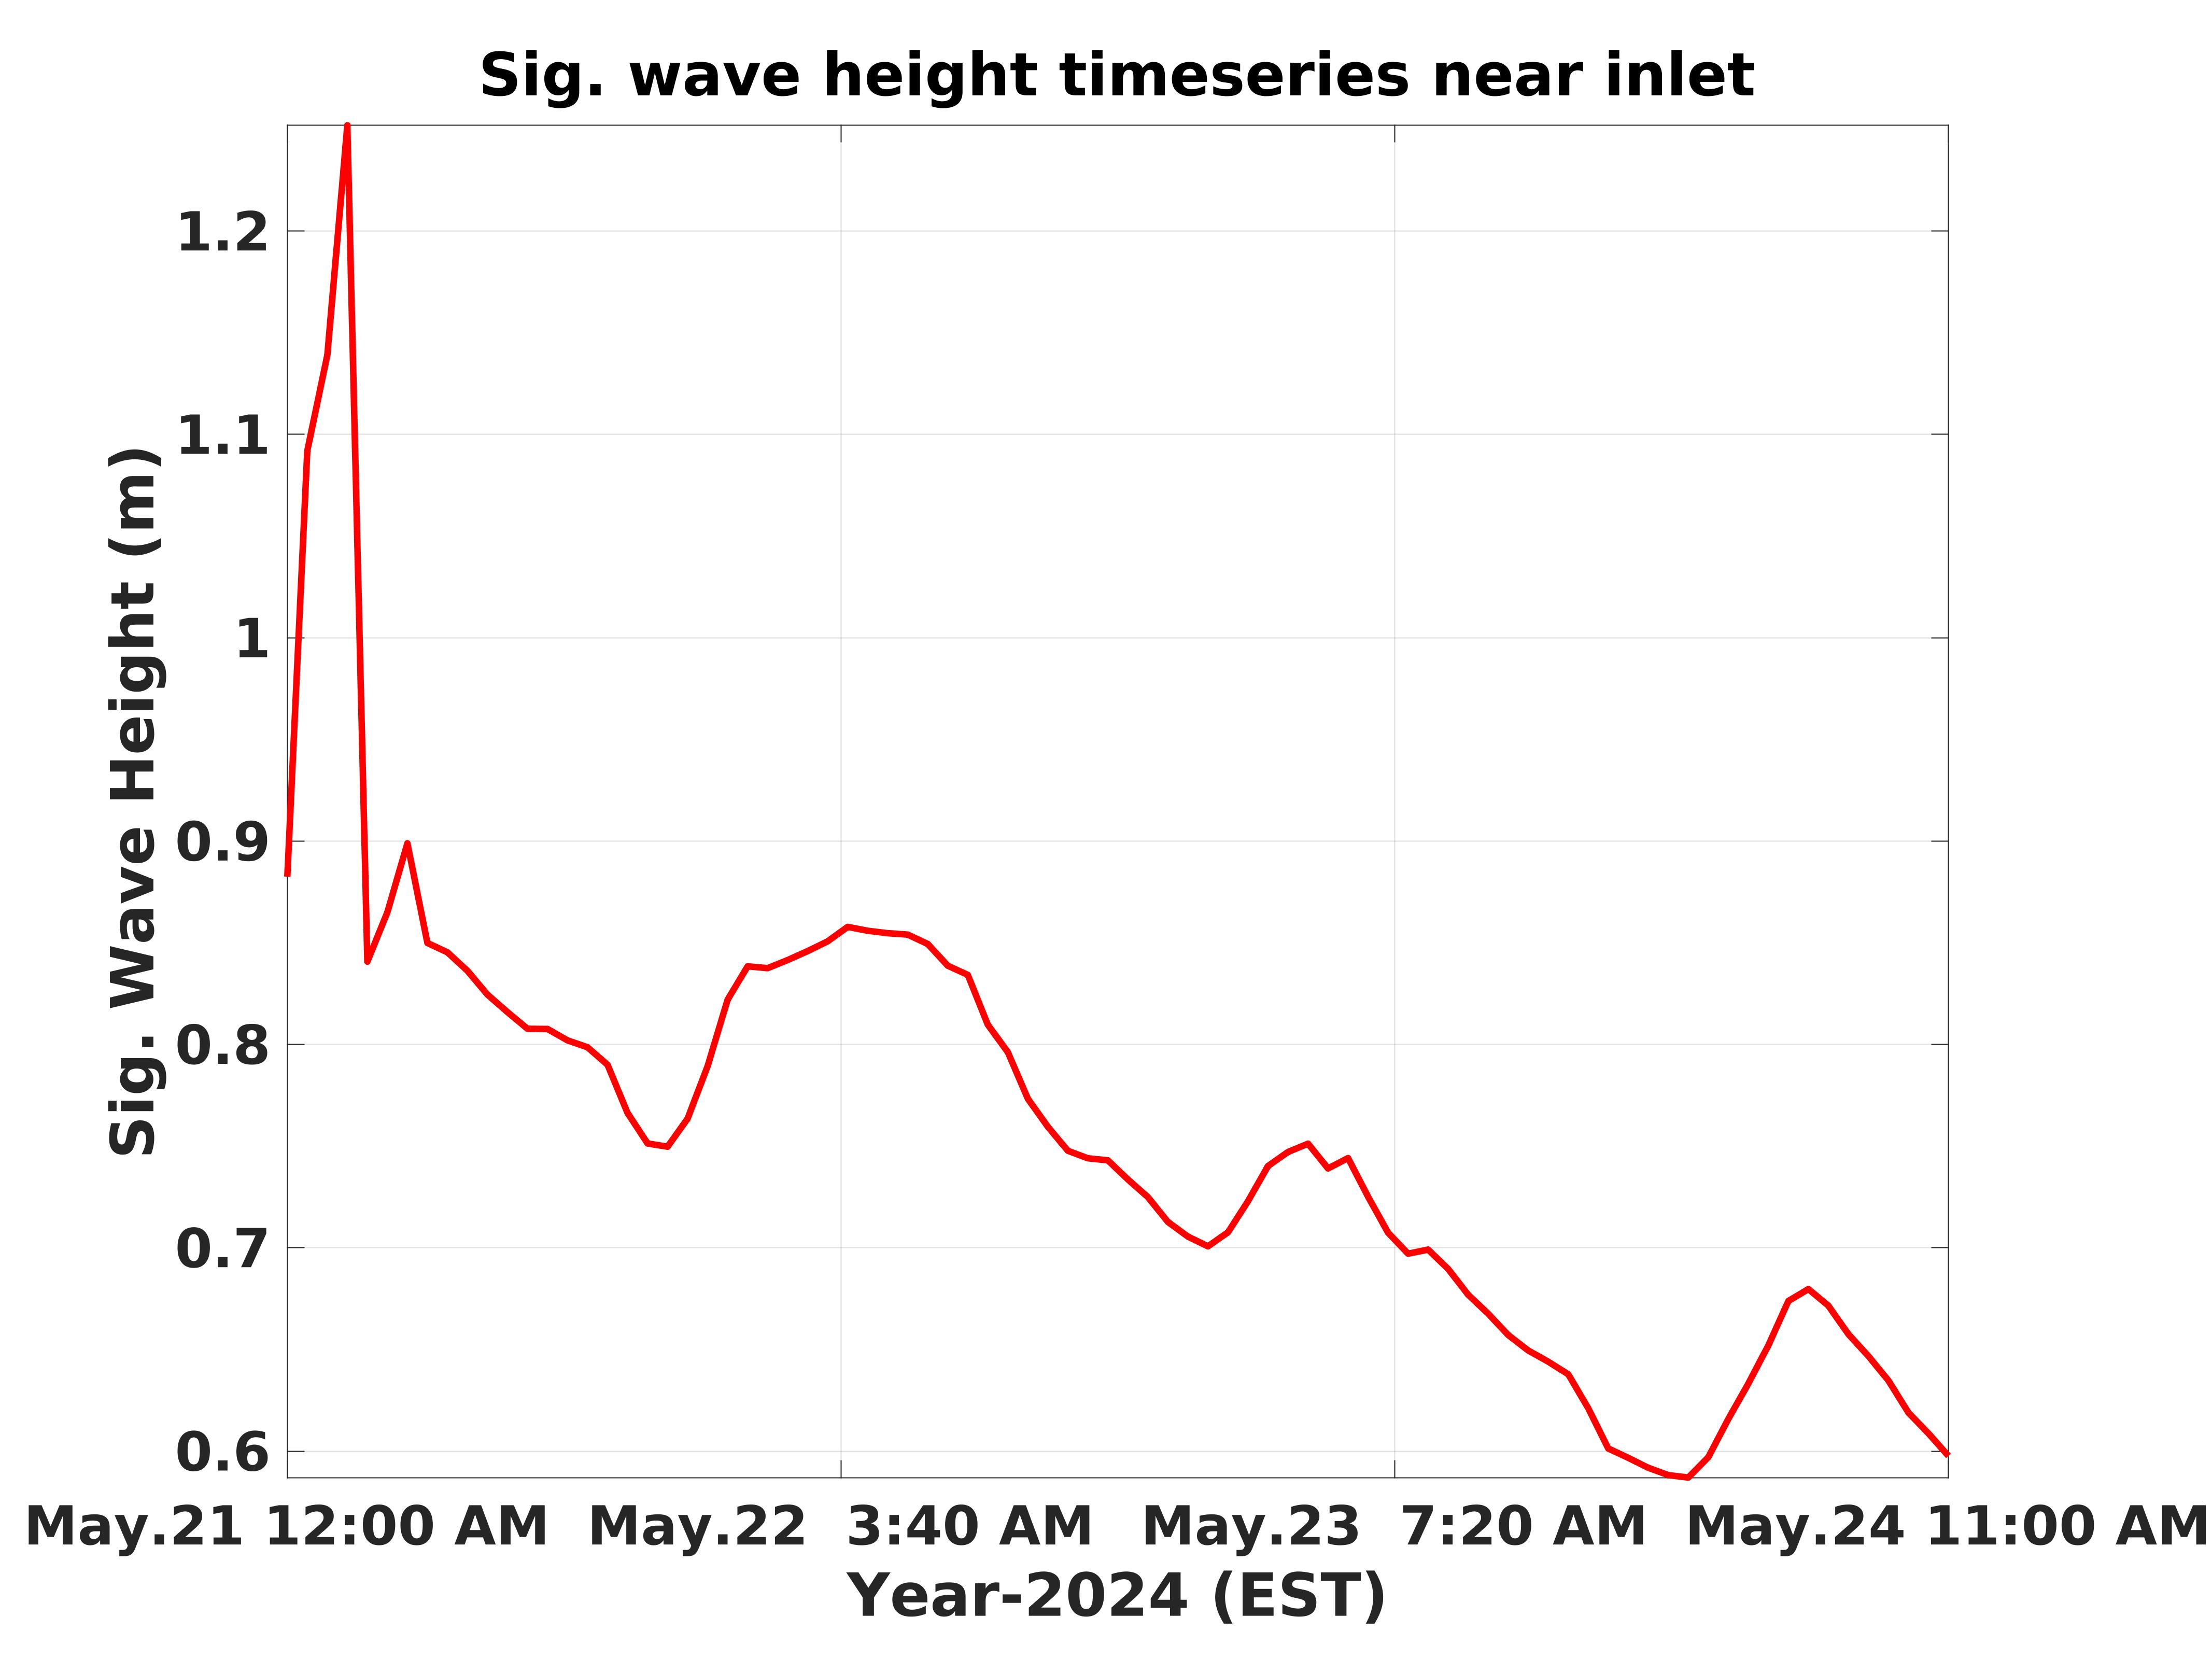 Sig. wave height timeseries near inlet
Sig. Wave Height (m)
1.2
1.1
1
0.9
0.8
0.7
0.6
May.21 12:00 AM May.22 3:40 AM May.23 7:20 AM May.24 11:00 AM
Year-2024 (EST)